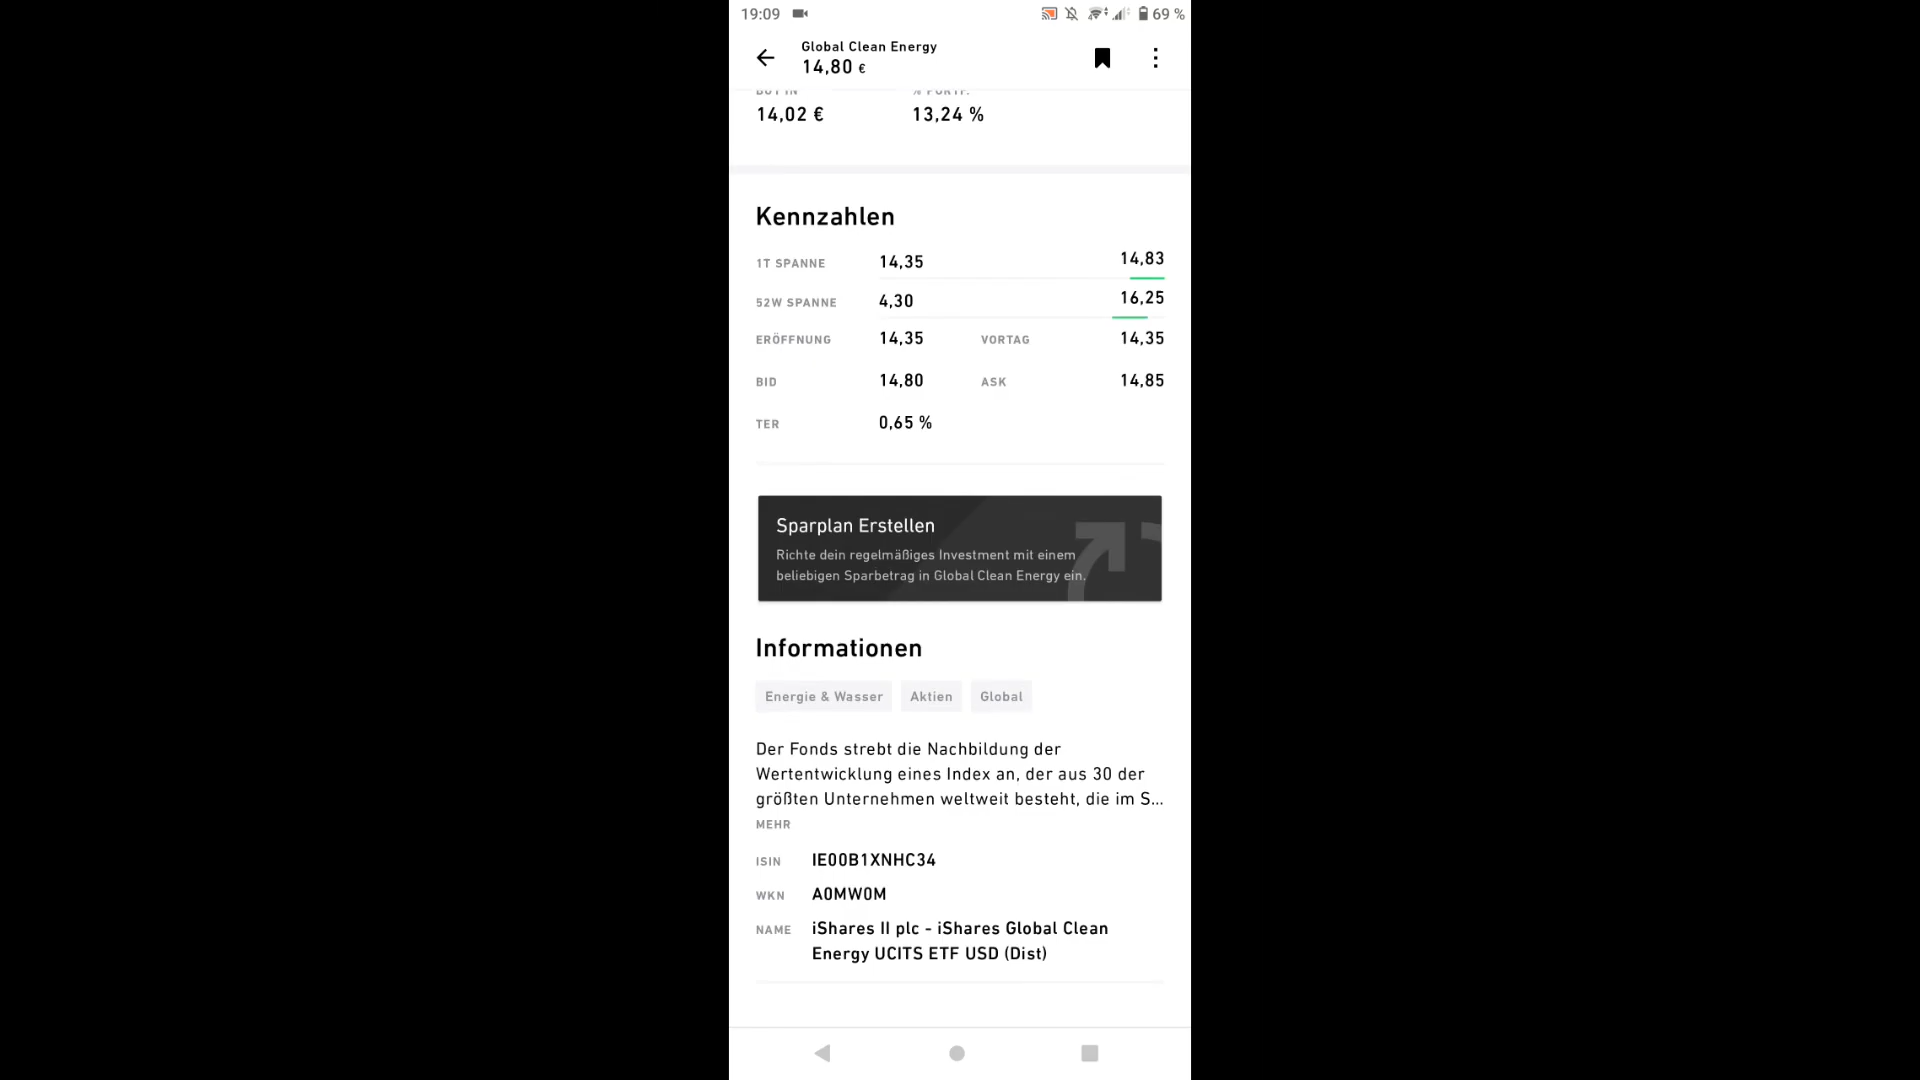 19:09
69 %
Global Clean Energy
14,80 €
BUY IN % PORTF.
14,02 € 13,24 %
Kennzahlen
1T SPANNE 14,35 14,83
52W SPANNE 4,30 16,25
ERÖFFNUNG 14,35 VORTAG 14,35
BID 14,80 ASK 14,85
TER 0,65 %
Sparplan Erstellen
Richte dein regelmäßiges Investment mit einem
beliebigen Sparbetrag in Global Clean Energy ein.
Informationen
Energie & Wasser Aktien Global
Der Fonds strebt die Nachbildung der
Wertentwicklung eines Index an, der aus 30 der
größten Unternehmen weltweit besteht, die im S...
MEHR
ISIN IE00B1XNHC34
WKN A0MW0M
NAME iShares II plc - iShares Global Clean
Energy UCITS ETF USD (Dist)